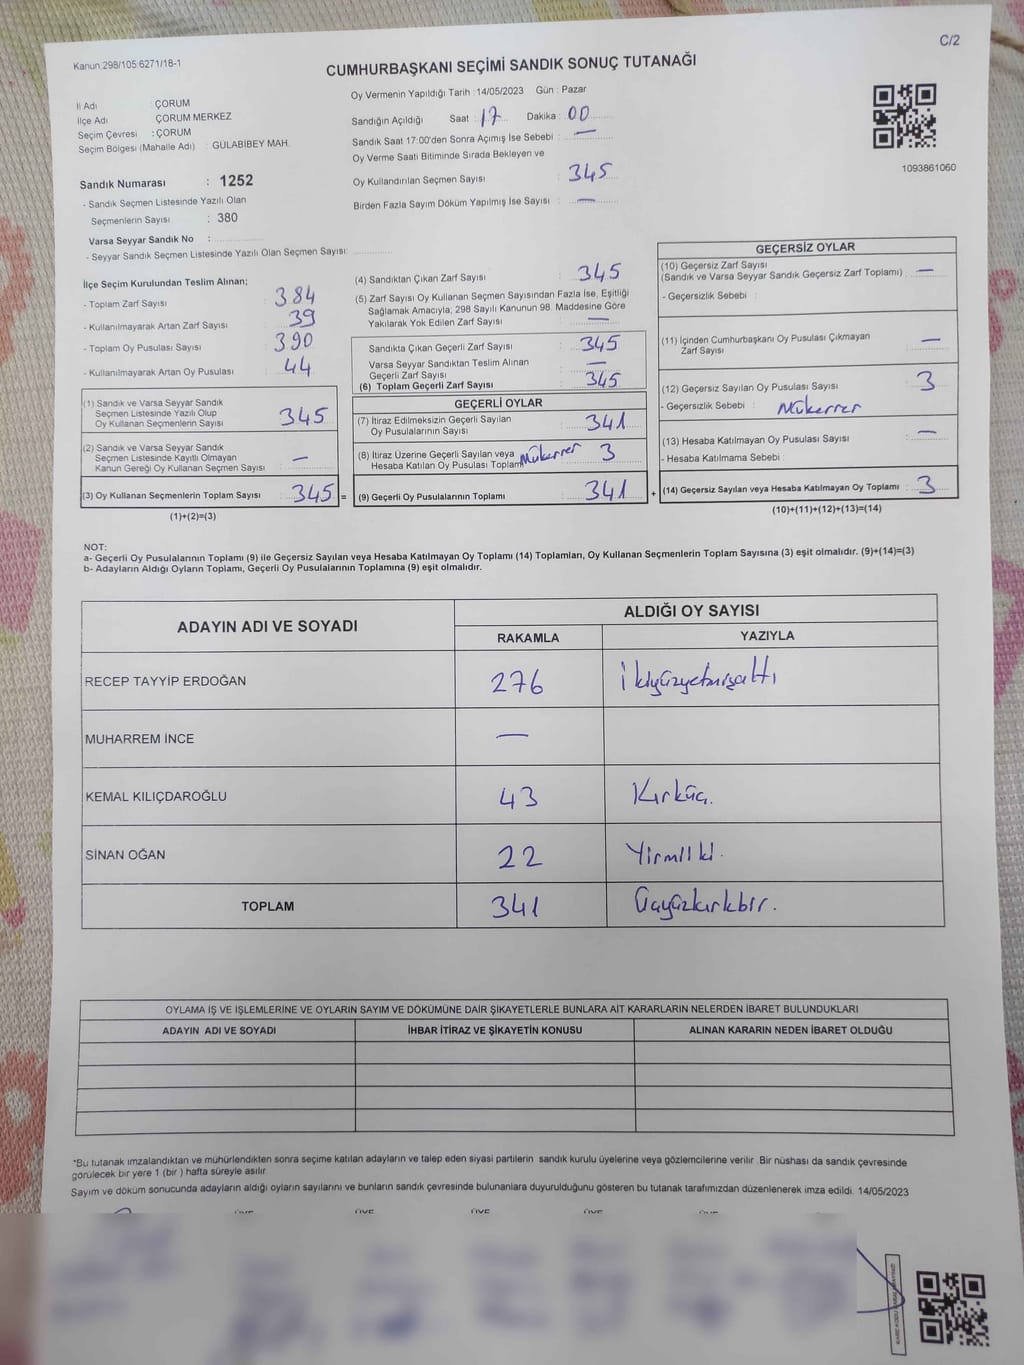 C/2
Kanun:298/105:6271/18-1
CUMHURBAŞKANI SEÇİMİ SANDIK SONUÇ TUTANAĞI
İl Adı : ÇORUM
İlçe Adı : ÇORUM MERKEZ
Seçim Çevresi : ÇORUM
Seçim Bölgesi (Mahalle Adı) : GÜLABİBEY MAH.
Sandık Numarası : 1252
- Sandık Seçmen Listesinde Yazılı Olan
Seçmenlerin Sayısı : 380
Varsa Seyyar Sandık No :
- Seyyar Sandık Seçmen Listesinde Yazılı Olan Seçmen Sayısı:
Oy Vermenin Yapıldığı Tarih : 14/05/2023 Gün : Pazar
Sandığın Açıldığı Saat : 17 Dakika : 00
Sandık Saat 17:00'den Sonra Açımış İse Sebebi : —
Oy Verme Saati Bitiminde Sırada Bekleyen ve
Oy Kullandırılan Seçmen Sayısı : 345
Birden Fazla Sayım Döküm Yapılmış İse Sayısı : —
1093861060
İlçe Seçim Kurulundan Teslim Alınan;
- Toplam Zarf Sayısı : 384
- Kullanılmayarak Artan Zarf Sayısı : 39
- Toplam Oy Pusulası Sayısı : 390
- Kullanılmayarak Artan Oy Pusulası : 44
(1) Sandık ve Varsa Seyyar Sandık
Seçmen Listesinde Yazılı Olup
Oy Kullanan Seçmenlerin Sayısı : 345
(2) Sandık ve Varsa Seyyar Sandık
Seçmen Listesinde Kayıtlı Olmayan
Kanun Gereği Oy Kullanan Seçmen Sayısı : —
(3) Oy Kullanan Seçmenlerin Toplam Sayısı : 345 =
(1)+(2)=(3)
(4) Sandıktan Çıkan Zarf Sayısı : 345
(5) Zarf Sayısı Oy Kullanan Seçmen Sayısından Fazla İse, Eşitliği
Sağlamak Amacıyla, 298 Sayılı Kanunun 98. Maddesine Göre
Yakılarak Yok Edilen Zarf Sayısı : —
Sandıkta Çıkan Geçerli Zarf Sayısı : 345
Varsa Seyyar Sandıktan Teslim Alınan
Geçerli Zarf Sayısı : —
(6) Toplam Geçerli Zarf Sayısı : 345
GEÇERLİ OYLAR
(7) İtiraz Edilmeksizin Geçerli Sayılan
Oy Pusulalarının Sayısı : 341
(8) İtiraz Üzerine Geçerli Sayılan veya
Hesaba Katılan Oy Pusulası Toplamı Mükerrer 3
(9) Geçerli Oy Pusulalarının Toplamı : 341 +
GEÇERSİZ OYLAR
(10) Geçersiz Zarf Sayısı
(Sandık ve Varsa Seyyar Sandık Geçersiz Zarf Toplamı) : —
- Geçersizlik Sebebi :
(11) İçinden Cumhurbaşkanı Oy Pusulası Çıkmayan
Zarf Sayısı : —
(12) Geçersiz Sayılan Oy Pusulası Sayısı : 3
- Geçersizlik Sebebi : Mükerrer
(13) Hesaba Katılmayan Oy Pusulası Sayısı : —
- Hesaba Katılmama Sebebi :
(14) Geçersiz Sayılan veya Hesaba Katılmayan Oy Toplamı : 3
(10)+(11)+(12)+(13)=(14)
NOT:
a- Geçerli Oy Pusulalarının Toplamı (9) ile Geçersiz Sayılan veya Hesaba Katılmayan Oy Toplamı (14) Toplamları, Oy Kullanan Seçmenlerin Toplam Sayısına (3) eşit olmalıdır. (9)+(14)=(3)
b- Adayların Aldığı Oyların Toplamı, Geçerli Oy Pusulalarının Toplamına (9) eşit olmalıdır.
ADAYIN ADI VE SOYADI
ALDIĞI OY SAYISI
RAKAMLA YAZIYLA
RECEP TAYYİP ERDOĞAN 276 İkiyüzyetmişaltı
MUHARREM İNCE —
KEMAL KILIÇDAROĞLU 43 Kırküç.
SİNAN OĞAN 22 Yirmiiki.
TOPLAM 341 Üçyüzkırkbir.
OYLAMA İŞ VE İŞLEMLERİNE VE OYLARIN SAYIM VE DÖKÜMÜNE DAİR ŞİKAYETLERLE BUNLARA AİT KARARLARIN NELERDEN İBARET BULUNDUKLARI
ADAYIN ADI VE SOYADI İHBAR İTİRAZ VE ŞİKAYETİN KONUSU ALINAN KARARIN NEDEN İBARET OLDUĞU
*Bu tutanak imzalandıktan ve mühürlendikten sonra seçime katılan adayların ve talep eden siyasi partilerin sandık kurulu üyelerine veya gözlemcilerine verilir. Bir nüshası da sandık çevresinde
görülecek bir yere 1 (bir ) hafta süreyle asılır
Sayım ve döküm sonucunda adayların aldığı oyların sayılarını ve bunların sandık çevresinde bulunanlara duyurulduğunu gösteren bu tutanak tarafımızdan düzenlenerek imza edildi. 14/05/2023
ÜYE ÜYE ÜYE ÜYE ÜYE